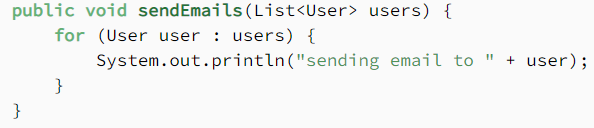 public void sendEmails(List<User> users) {
    for (User user : users) {
        System.out.println("sending email to " + user);
    }
}